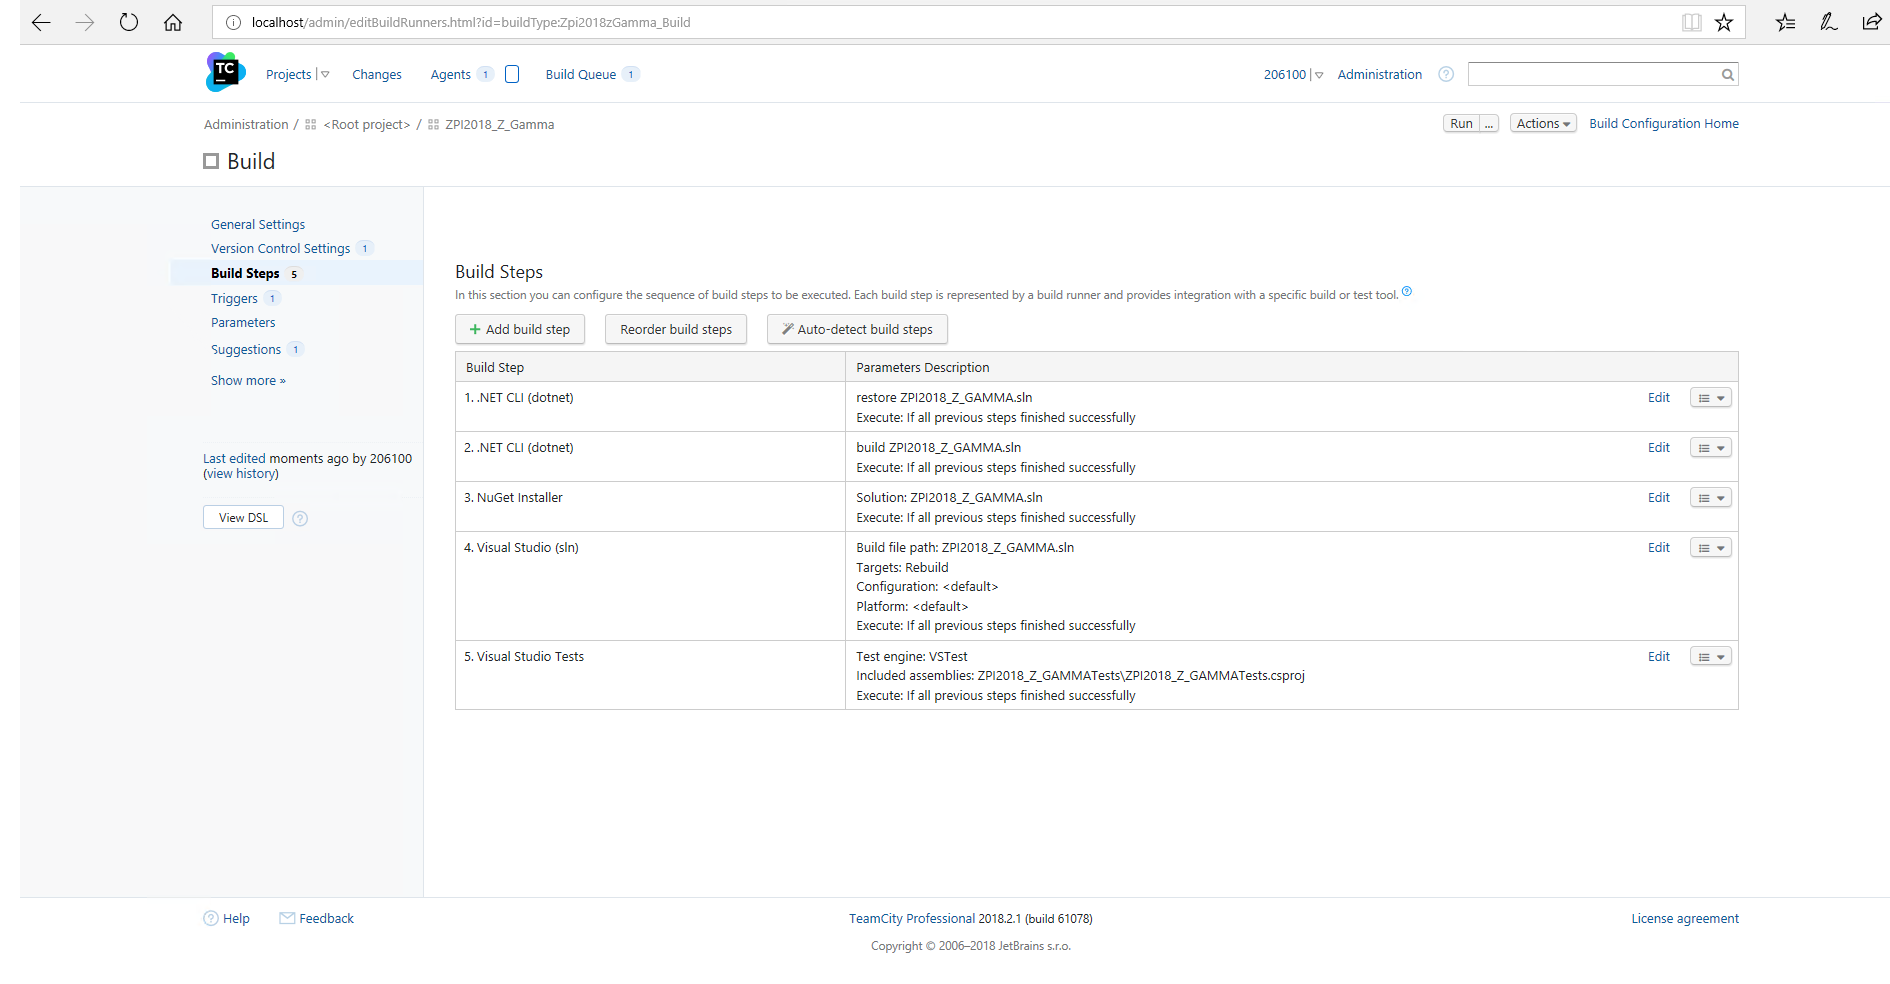 localhost/admin/editBuildRunners.html?id=buildType:Zpi2018zGamma_Build
TC
Projects
Changes
Agents 1
Build Queue 1
206100
Administration
Administration / <Root project> / ZPI2018_Z_Gamma
Run ...
Actions
Build Configuration Home
Build
General Settings
Version Control Settings 1
Build Steps 5
Triggers 1
Parameters
Suggestions 1
Show more »
Last edited moments ago by 206100
(view history)
View DSL
Build Steps
In this section you can configure the sequence of build steps to be executed. Each build step is represented by a build runner and provides integration with a specific build or test tool.
+ Add build step
Reorder build steps
Auto-detect build steps
Build Step
Parameters Description
1. .NET CLI (dotnet)
restore ZPI2018_Z_GAMMA.sln
Execute: If all previous steps finished successfully
Edit
2. .NET CLI (dotnet)
build ZPI2018_Z_GAMMA.sln
Execute: If all previous steps finished successfully
Edit
3. NuGet Installer
Solution: ZPI2018_Z_GAMMA.sln
Execute: If all previous steps finished successfully
Edit
4. Visual Studio (sln)
Build file path: ZPI2018_Z_GAMMA.sln
Targets: Rebuild
Configuration: <default>
Platform: <default>
Execute: If all previous steps finished successfully
Edit
5. Visual Studio Tests
Test engine: VSTest
Included assemblies: ZPI2018_Z_GAMMATests\ZPI2018_Z_GAMMATests.csproj
Execute: If all previous steps finished successfully
Edit
Help
Feedback
TeamCity Professional 2018.2.1 (build 61078)
License agreement
Copyright © 2006–2018 JetBrains s.r.o.